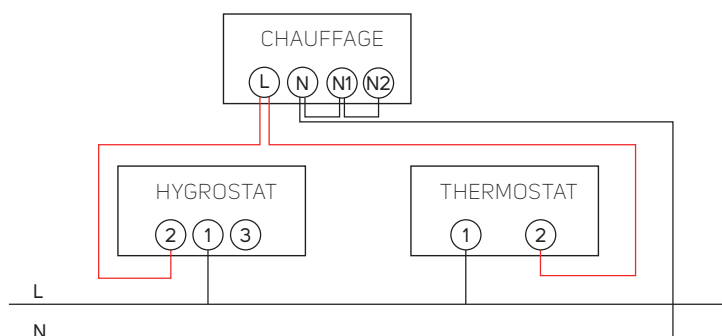 CHAUFFAGE
L N N1 N2
HYGROSTAT THERMOSTAT
2 1 3 1 2
L
N